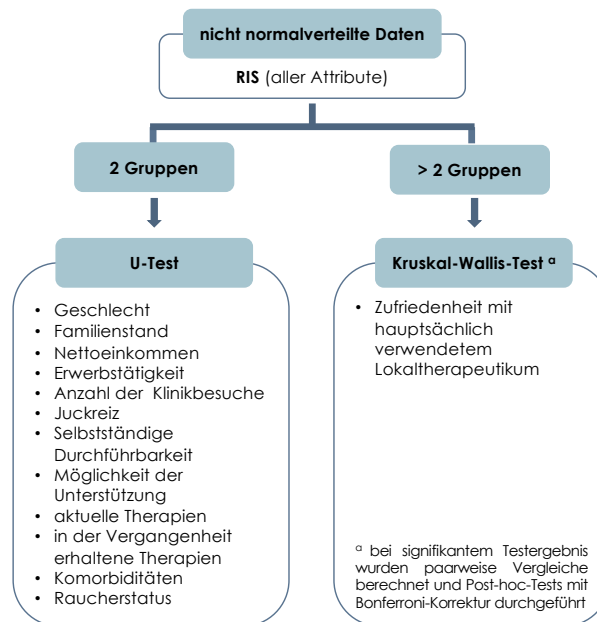 nicht normalverteilte Daten
RIS (aller Attribute)
2 Gruppen
> 2 Gruppen
U-Test
• Geschlecht
• Familienstand
• Nettoeinkommen
• Erwerbstätigkeit
• Anzahl der Klinikbesuche
• Juckreiz
• Selbstständige
Durchführbarkeit
• Möglichkeit der
Unterstützung
• aktuelle Therapien
• in der Vergangenheit
erhaltene Therapien
• Komorbiditäten
• Raucherstatus
Kruskal-Wallis-Test ᵃ
• Zufriedenheit mit
hauptsächlich
verwendetem
Lokaltherapeutikum
ᵃ bei signifikantem Testergebnis
wurden paarweise Vergleiche
berechnet und Post-hoc-Tests mit
Bonferroni-Korrektur durchgeführt